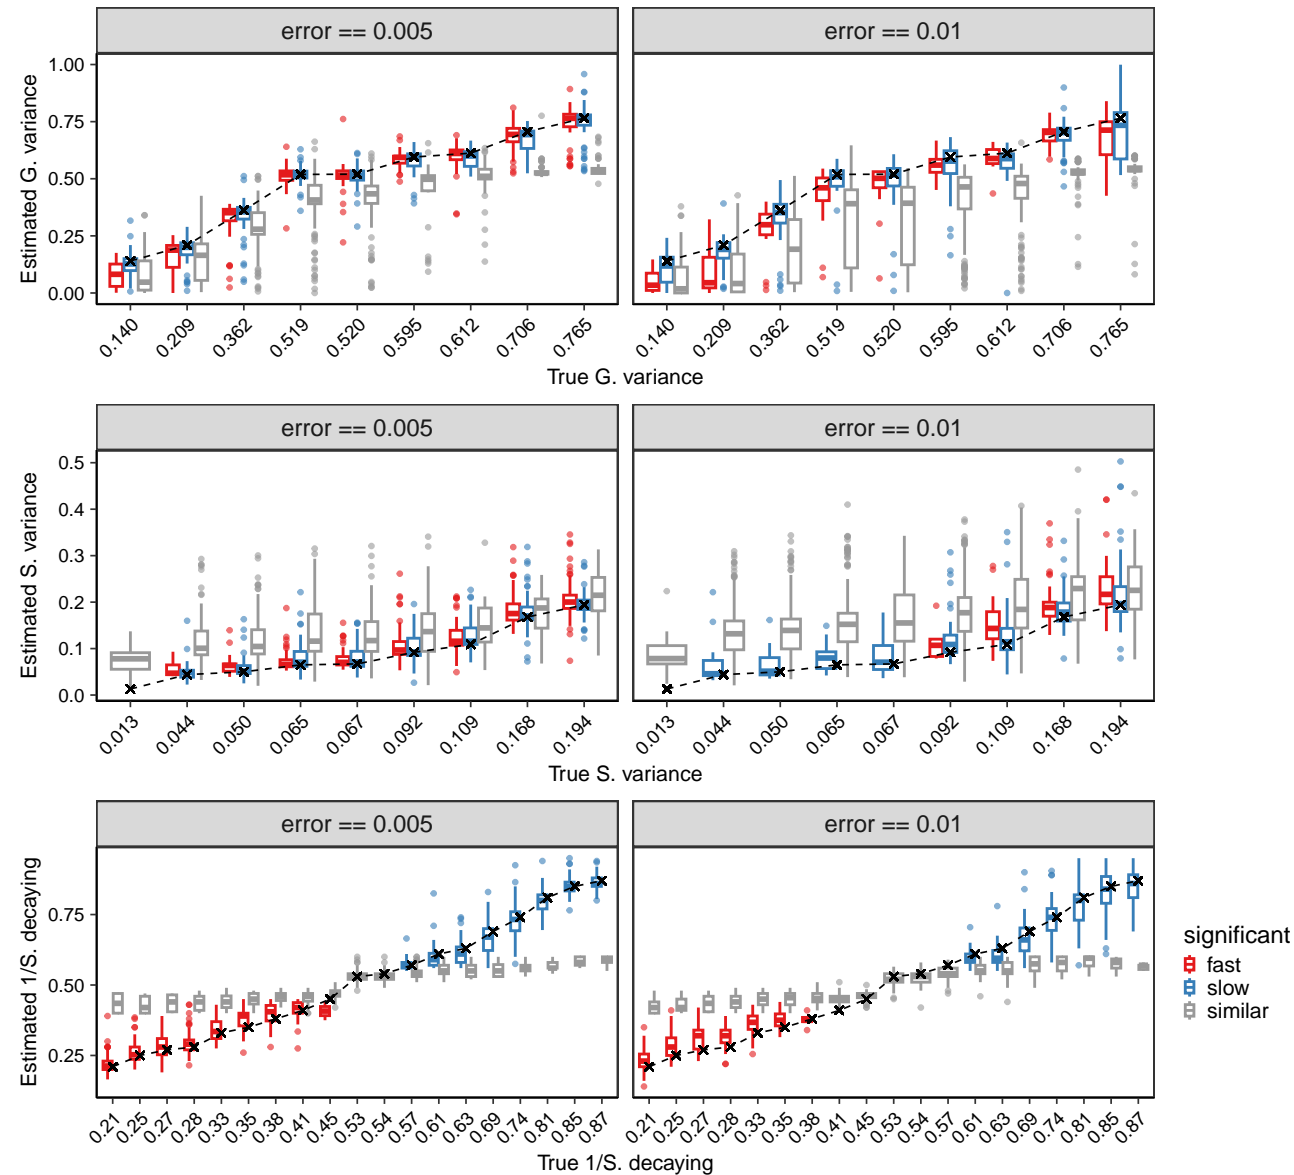 error == 0.005
error == 0.01
Estimated G. variance
1.00
0.75
0.50
0.25
0.00
0.140 0.209 0.362 0.519 0.520 0.595 0.612 0.706 0.765
0.140 0.209 0.362 0.519 0.520 0.595 0.612 0.706 0.765
True G. variance
error == 0.005
error == 0.01
Estimated S. variance
0.5
0.4
0.3
0.2
0.1
0.0
0.013 0.044 0.050 0.065 0.067 0.092 0.109 0.168 0.194
0.013 0.044 0.050 0.065 0.067 0.092 0.109 0.168 0.194
True S. variance
error == 0.005
error == 0.01
Estimated 1/S. decaying
0.75
0.50
0.25
0.21 0.25 0.27 0.28 0.33 0.35 0.38 0.41 0.45 0.53 0.54 0.57 0.61 0.63 0.69 0.74 0.81 0.85 0.87
0.21 0.25 0.27 0.28 0.33 0.35 0.38 0.41 0.45 0.53 0.54 0.57 0.61 0.63 0.69 0.74 0.81 0.85 0.87
True 1/S. decaying
significant
fast
slow
similar